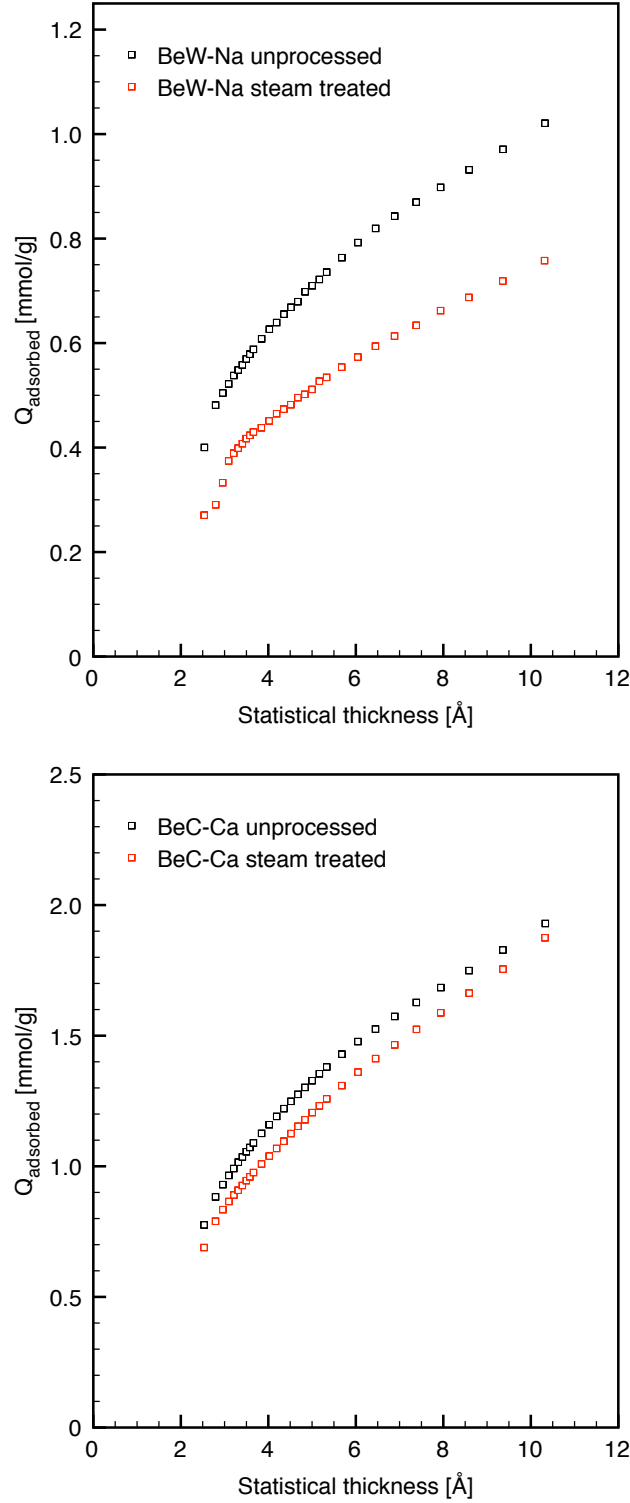 1.2
BeW-Na unprocessed
BeW-Na steam treated
1.0
0.8
0.6
0.4
0.2
0
Q_adsorbed [mmol/g]
0 2 4 6 8 10 12
Statistical thickness [Å]
2.5
BeC-Ca unprocessed
BeC-Ca steam treated
2.0
1.5
1.0
0.5
0
Q_adsorbed [mmol/g]
0 2 4 6 8 10 12
Statistical thickness [Å]